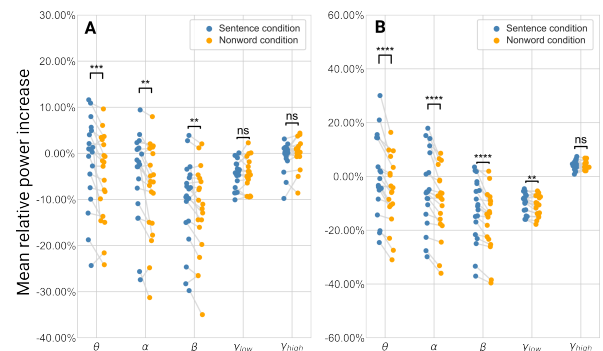 30.00%
20.00%
10.00%
0.00%
-10.00%
-20.00%
-30.00%
-40.00%
Mean relative power increase
A
Sentence condition
Nonword condition
***
**
**
ns
ns
θ
α
β
γlow
γhigh
60.00%
40.00%
20.00%
0.00%
-20.00%
-40.00%
-60.00%
B
Sentence condition
Nonword condition
****
****
****
**
ns
θ
α
β
γlow
γhigh